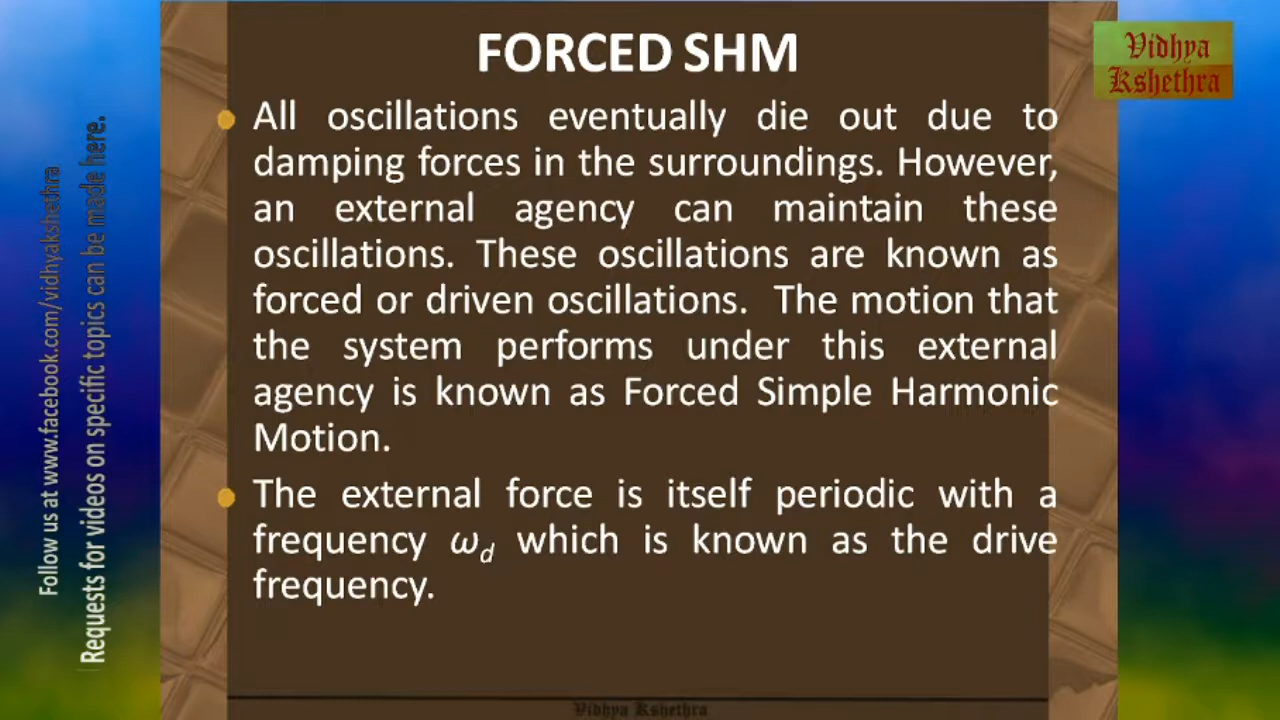 FORCED SHM
Vidhya
Kshethra
All oscillations eventually die out due to
damping forces in the surroundings. However,
an external agency can maintain these
oscillations. These oscillations are known as
forced or driven oscillations. The motion that
the system performs under this external
agency is known as Forced Simple Harmonic
Motion.
The external force is itself periodic with a
frequency ω_d which is known as the drive
frequency.
Follow us at www.facebook.com/vidhyakshethra
Requests for videos on specific topics can be made here.
Vidhya Kshethra